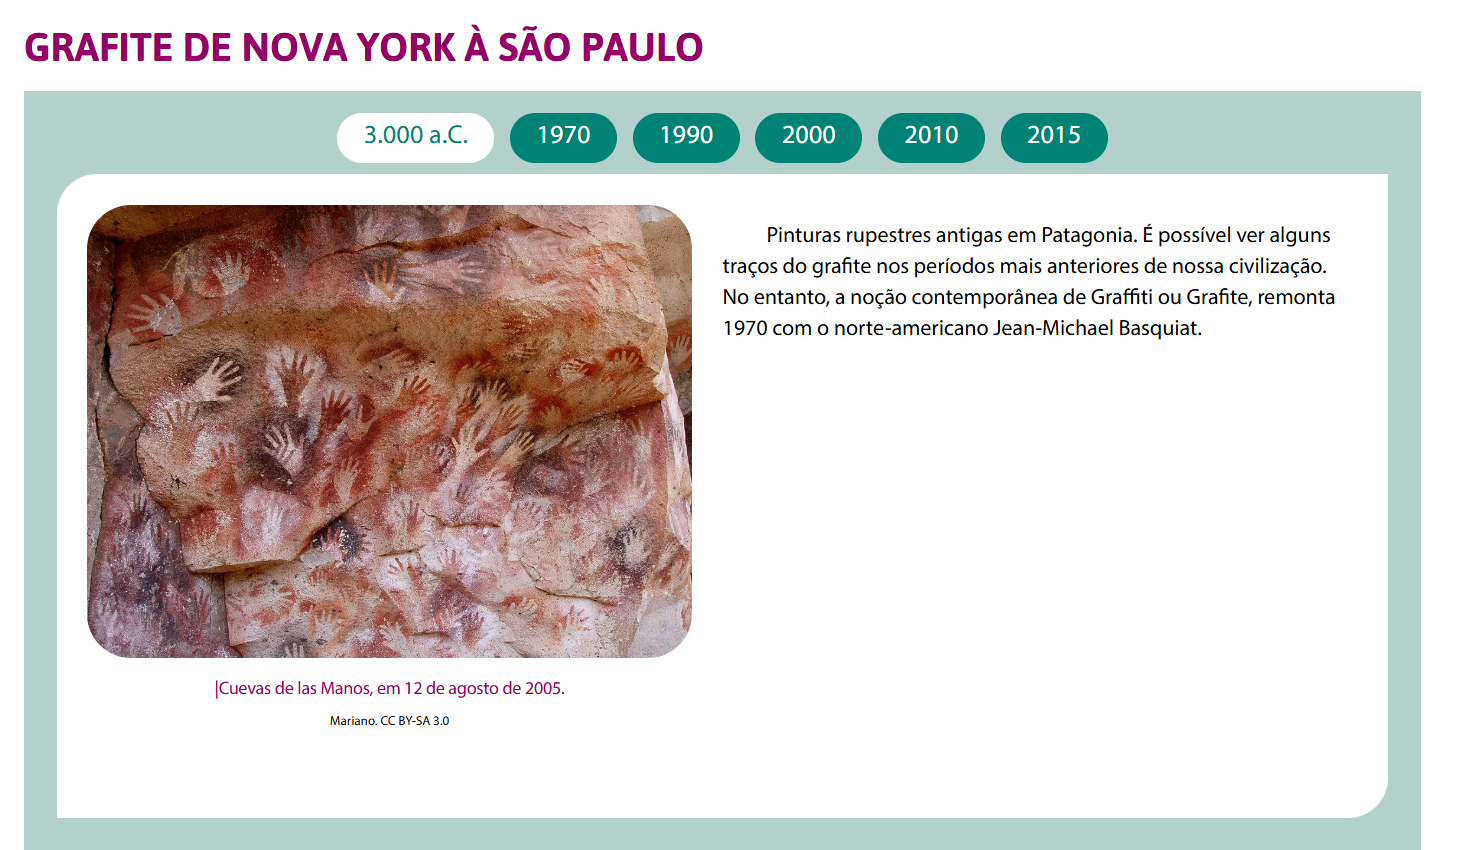 GRAFITE DE NOVA YORK À SÃO PAULO
3.000 a.C. 1970 1990 2000 2010 2015
Pinturas rupestres antigas em Patagonia. É possível ver alguns
traços do grafite nos períodos mais anteriores de nossa civilização.
No entanto, a noção contemporânea de Graffiti ou Grafite, remonta
1970 com o norte-americano Jean-Michael Basquiat.
|Cuevas de las Manos, em 12 de agosto de 2005.
Mariano. CC BY-SA 3.0